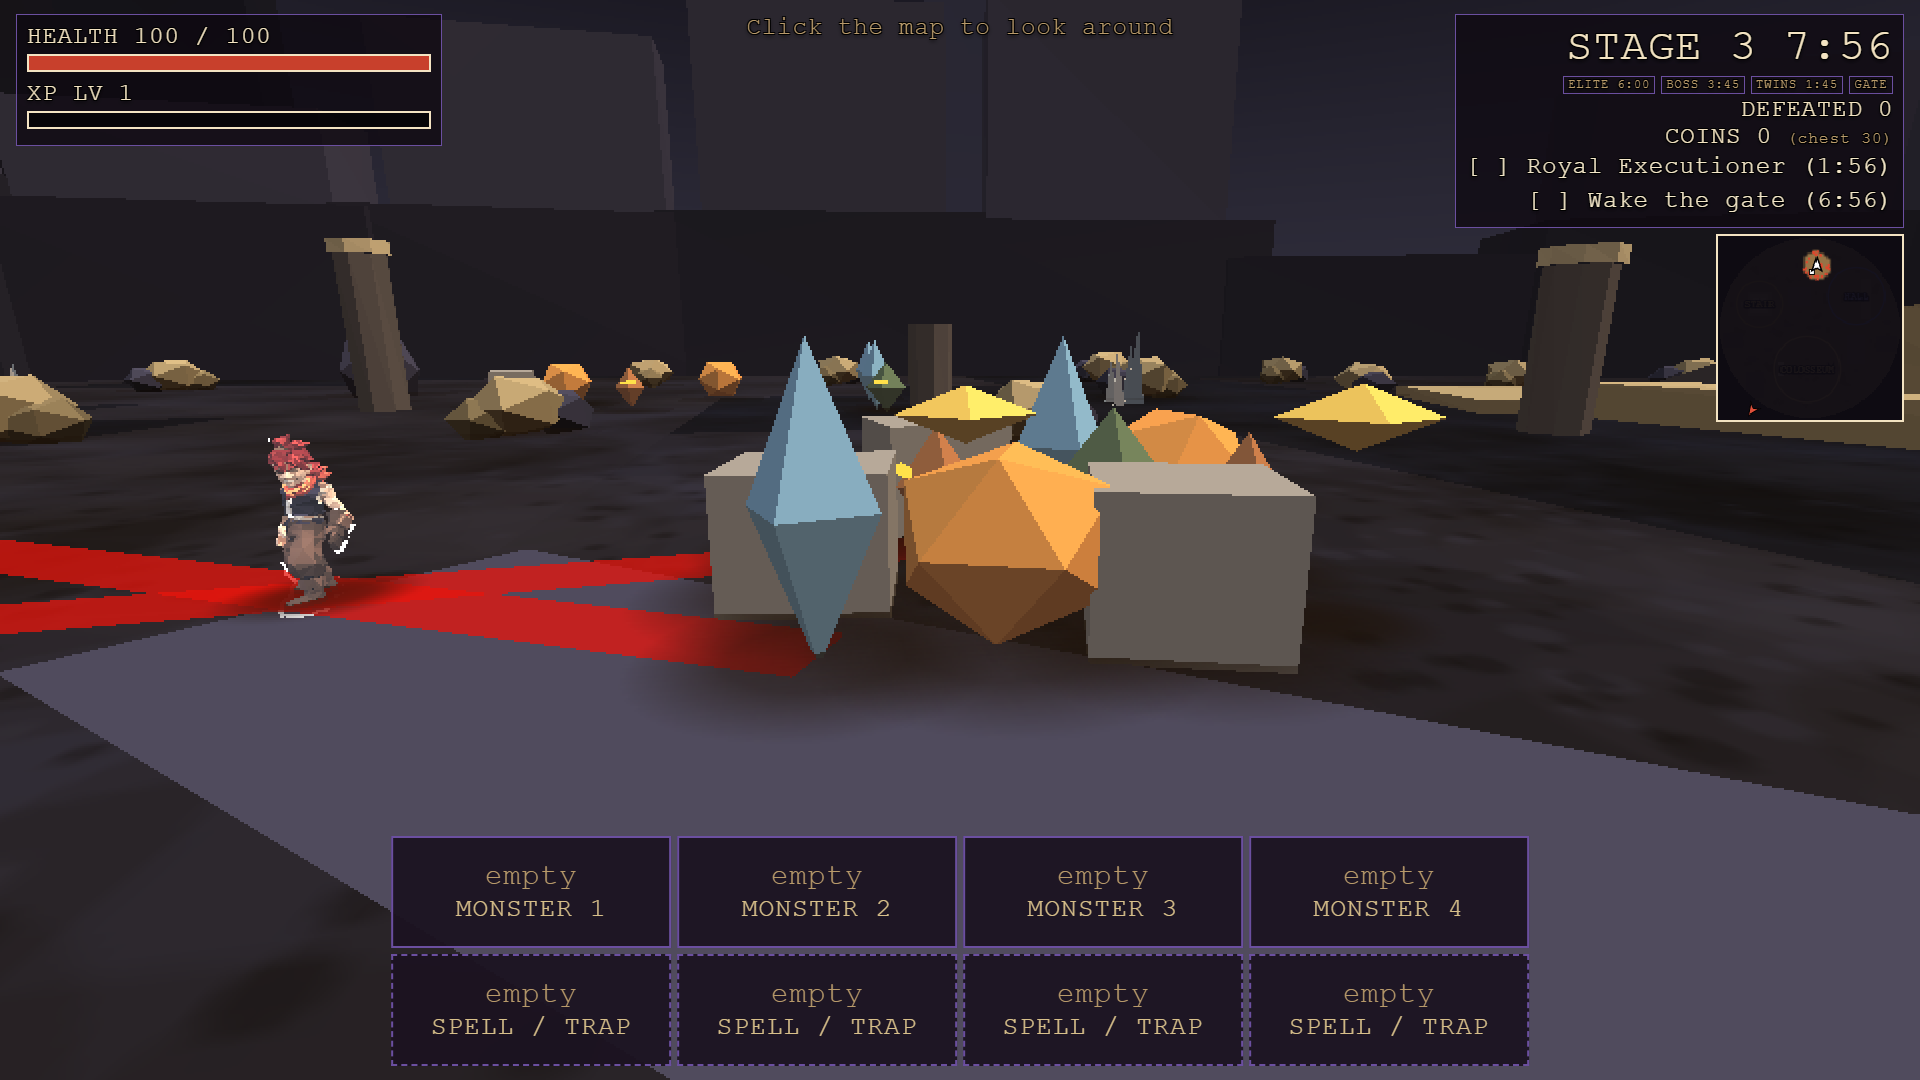 HEALTH 100 / 100
XP LV 1
Click the map to look around
STAGE 3 7:56
ELITE 6:00 BOSS 3:45 TWINS 1:45 GATE
DEFEATED 0
COINS 0 (chest 30)
[ ] Royal Executioner (1:56)
[ ] Wake the gate (6:56)
empty
MONSTER 1
empty
MONSTER 2
empty
MONSTER 3
empty
MONSTER 4
empty
SPELL / TRAP
empty
SPELL / TRAP
empty
SPELL / TRAP
empty
SPELL / TRAP